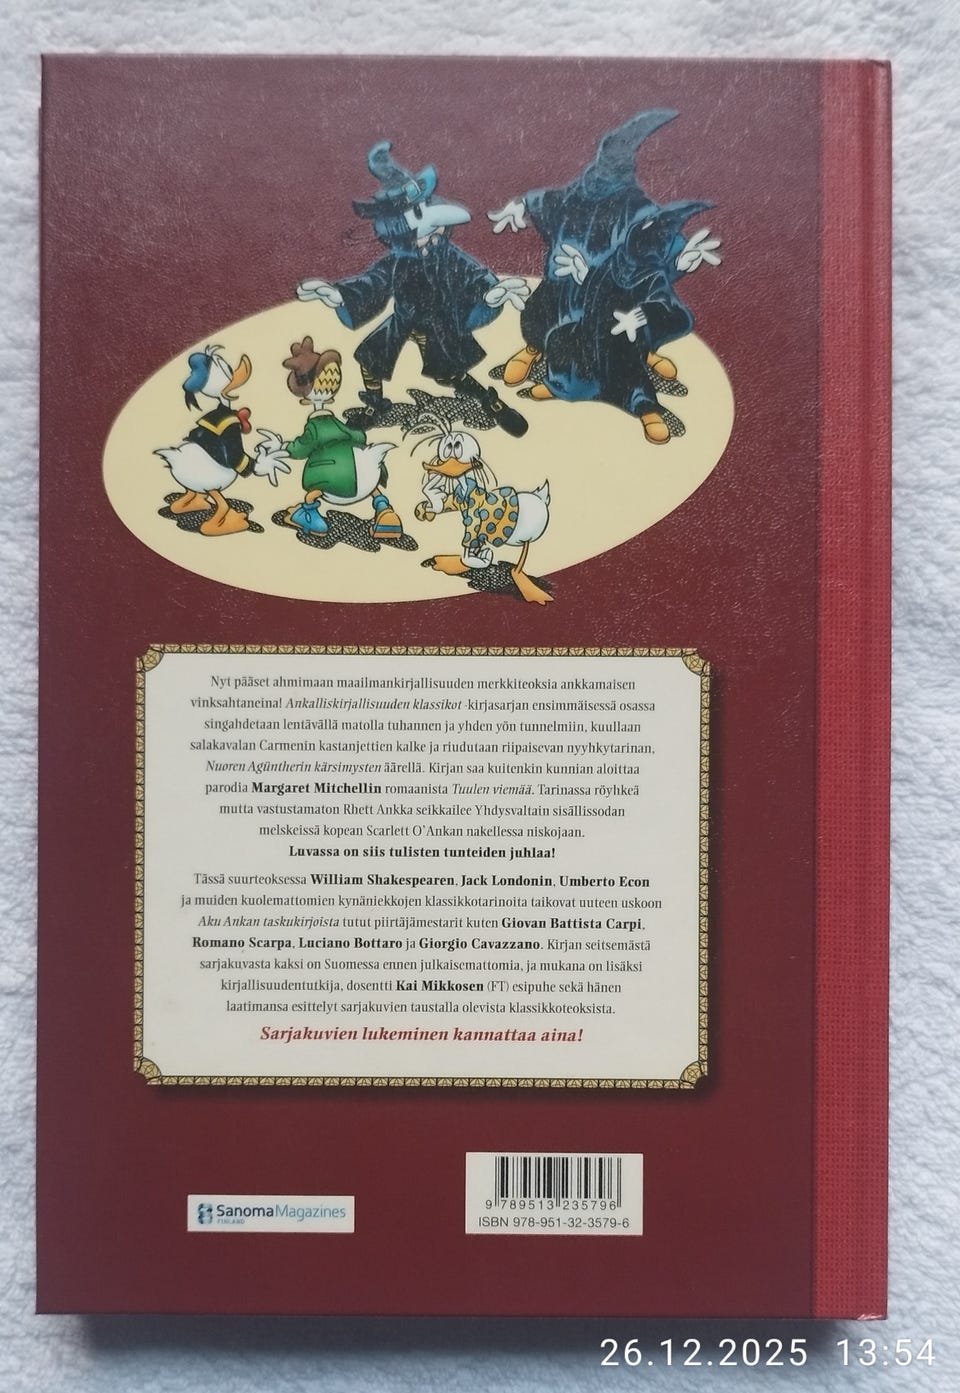 Nyt pääset ahmimaan maailmankirjallisuuden merkkiteoksia ankkamaisen
vinksahtaneina! Ankalliskirjallisuuden klassikot -kirjasarjan ensimmäisessä osassa
singahdetaan lentävällä matolla tuhannen ja yhden yön tunnelmiin, kuullaan
salakavalan Carmenin kastanjettien kalke ja riudutaan riipaisevan nyyhkytarinan,
Nuoren Agüntherin kärsimysten äärellä. Kirjan saa kuitenkin kunnian aloittaa
parodia Margaret Mitchellin romaanista Tuulen viemää. Tarinassa röyhkeä
mutta vastustamaton Rhett Ankka seikkailee Yhdysvaltain sisällissodan
melskeissä kopean Scarlett O'Ankan nakellessa niskojaan.
Luvassa on siis tulisten tunteiden juhlaa!
Tässä suurteoksessa William Shakespearen, Jack Londonin, Umberto Econ
ja muiden kuolemattomien kynäniekkojen klassikkotarinoita taikovat uuteen uskoon
Aku Ankan taskukirjoista tutut piirtäjämestarit kuten Giovan Battista Carpi,
Romano Scarpa, Luciano Bottaro ja Giorgio Cavazzano. Kirjan seitsemästä
sarjakuvasta kaksi on Suomessa ennen julkaisemattomia, ja mukana on lisäksi
kirjallisuudentutkija, dosentti Kai Mikkosen (FT) esipuhe sekä hänen
laatimansa esittelyt sarjakuvien taustalla olevista klassikkoteoksista.
Sarjakuvien lukeminen kannattaa aina!
SanomaMagazines
FINLAND
9 789513 235796
ISBN 978-951-32-3579-6
26.12.2025 13:54